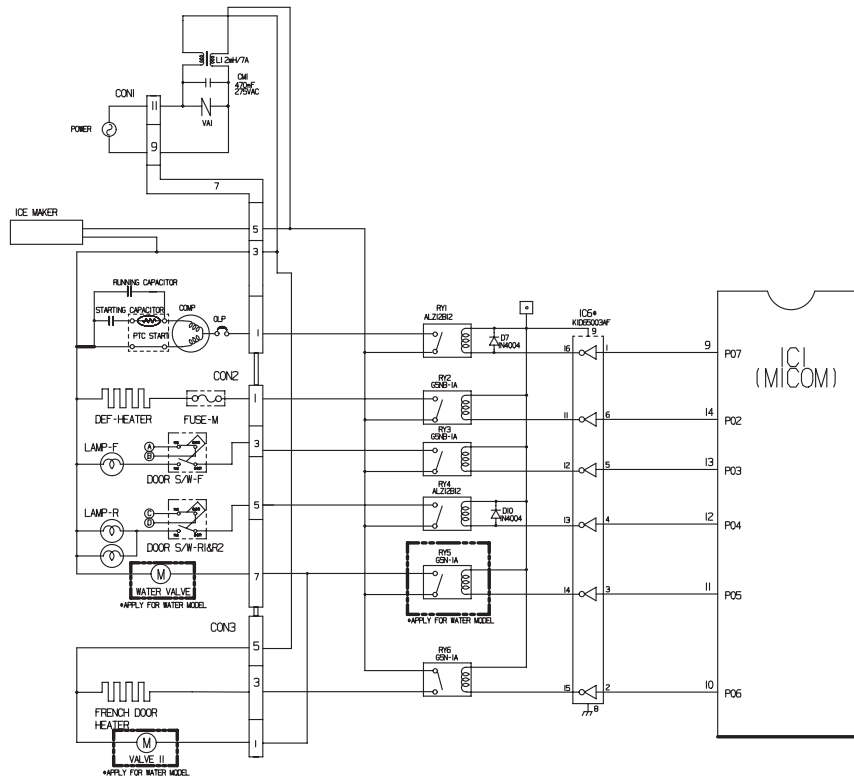 L1 2mH/7A
CM1
470nF
275VAC
CON1
11
VA1
POWER
9
7
ICE MAKER
5
3
RUNNING CAPACITOR
STARTING CAPACITOR
COMP
OLP
PTC START
1
RY1
ALZ12B12
D7
1N4004
IC6*
KID65003AF
9
16
1
9
P07
IC1
(MICOM)
CON2
1
DEF-HEATER
FUSE-M
RY2
G5NB-1A
11
6
14
P02
LAMP-F
A
B
3
DOOR S/W-F
RY3
G5NB-1A
12
5
13
P03
RY4
ALZ12B12
LAMP-R
C
D
5
DOOR S/W-R1&R2
D10
1N4004
13
4
12
P04
RY5
G5N-1A
M
7
WATER VALVE
*APPLY FOR WATER MODEL
14
3
11
P05
*APPLY FOR WATER MODEL
CON3
5
RY6
G5N-1A
3
15
2
10
P06
8
FRENCH DOOR
HEATER
M
1
VALVE II
*APPLY FOR WATER MODEL